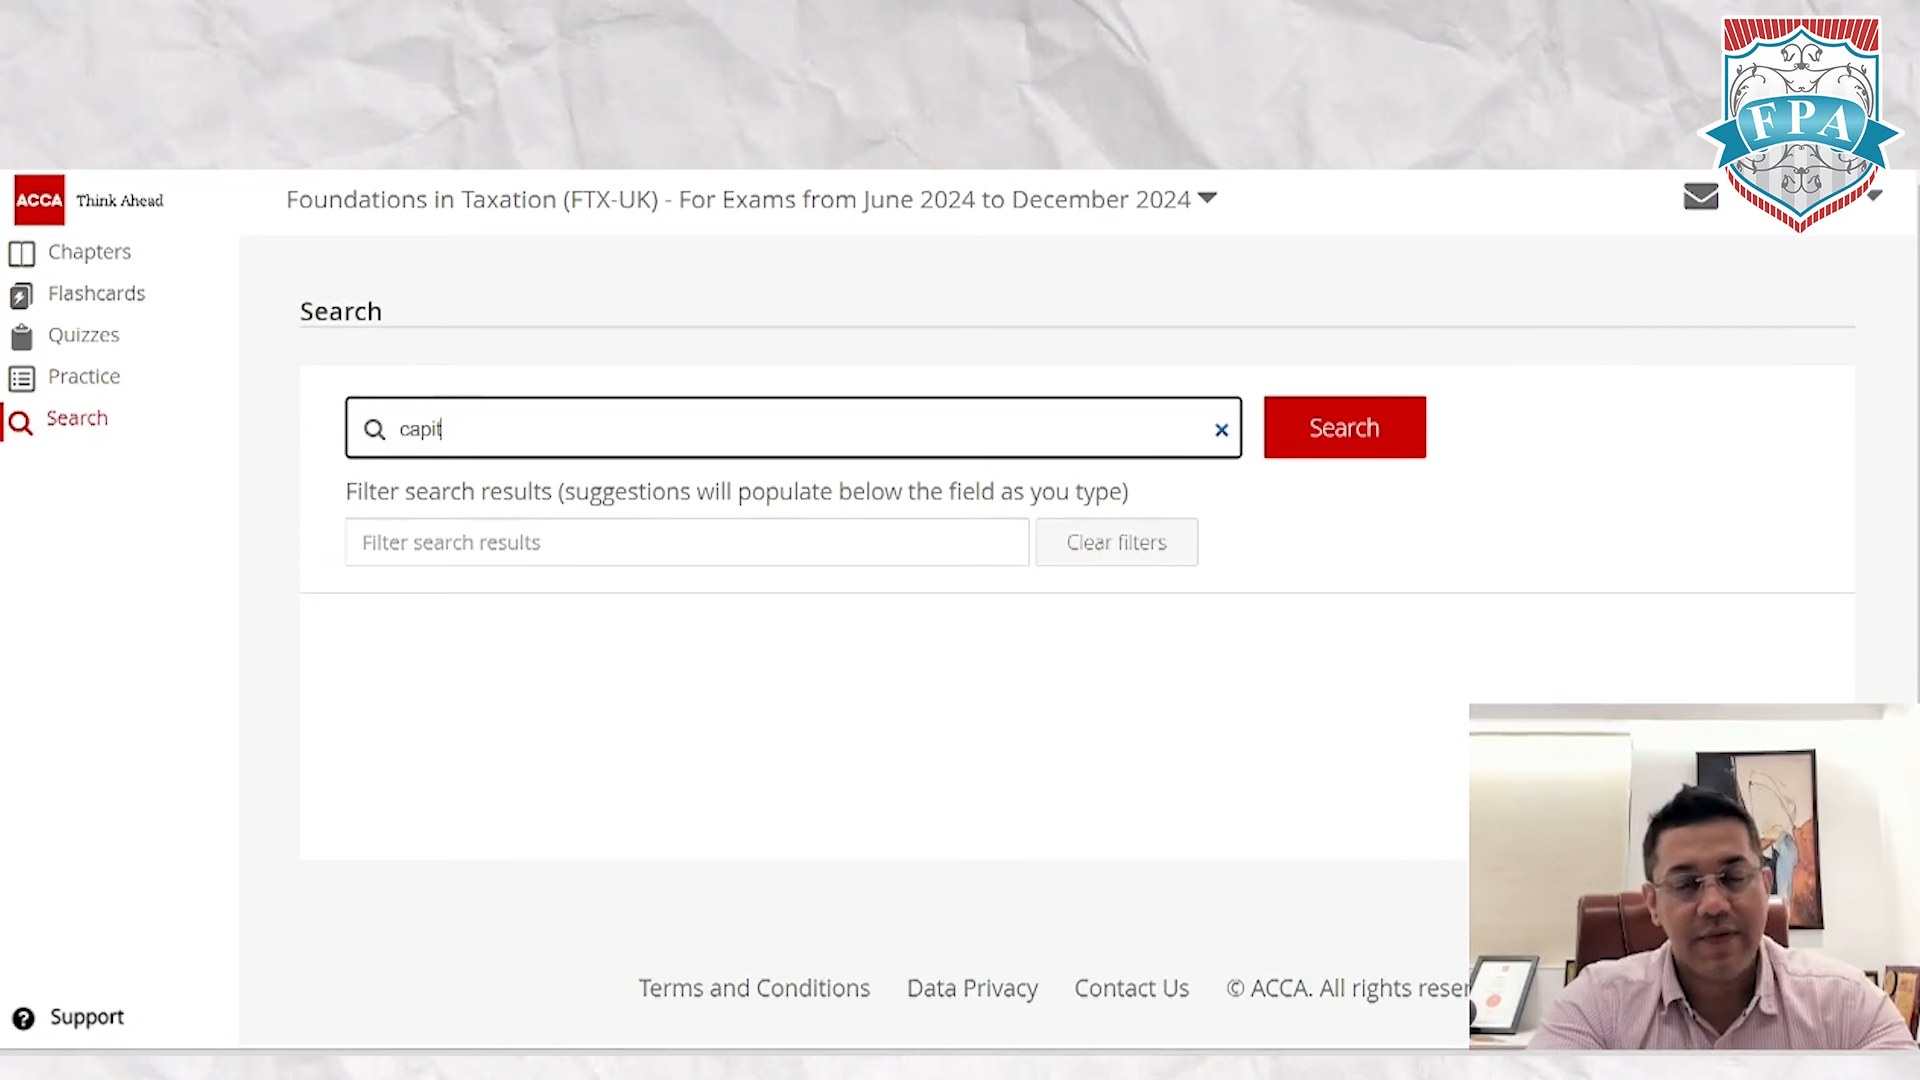 FPA
ACCA Think Ahead
Foundations in Taxation (FTX-UK) - For Exams from June 2024 to December 2024
Chapters
Flashcards
Quizzes
Practice
Search
Search
capit
Search
Filter search results (suggestions will populate below the field as you type)
Filter search results
Clear filters
Terms and Conditions
Data Privacy
Contact Us
© ACCA. All rights reser
Support